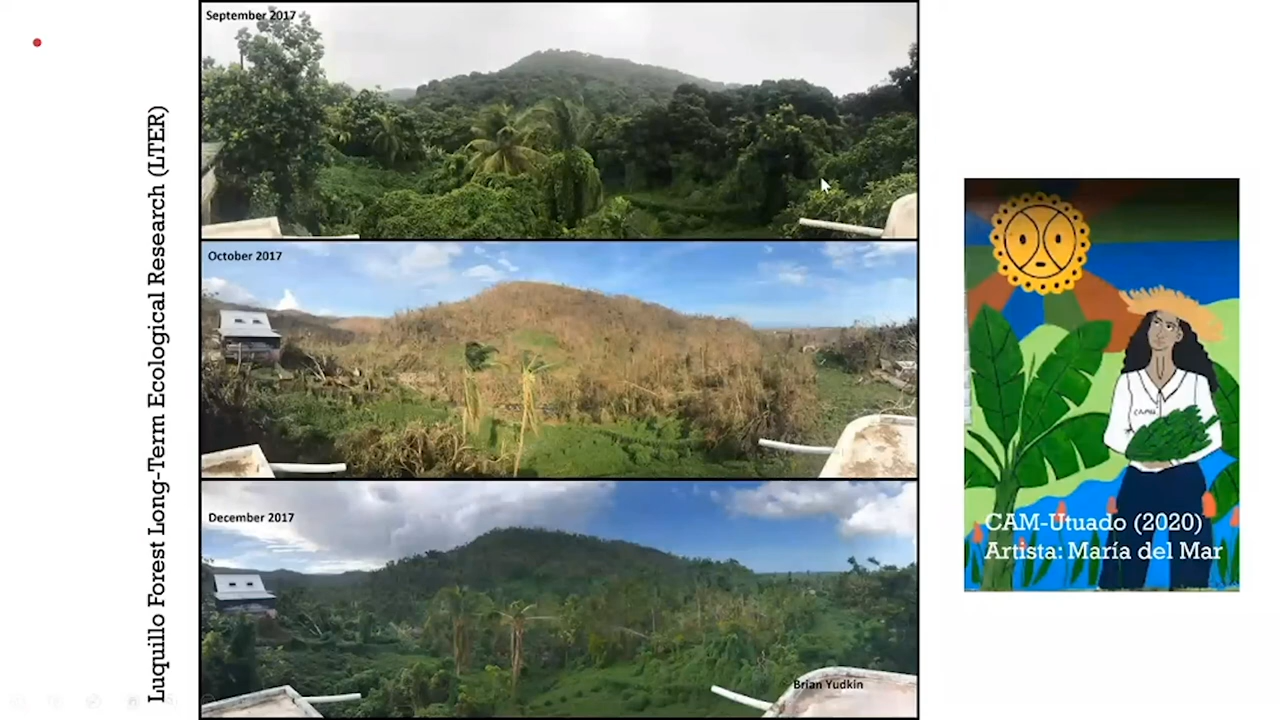 Luquillo Forest Long-Term Ecological Research (LTER)
September 2017
October 2017
December 2017
Brian Yudkin
CAM-Utuado (2020)
Artista: María del Mar